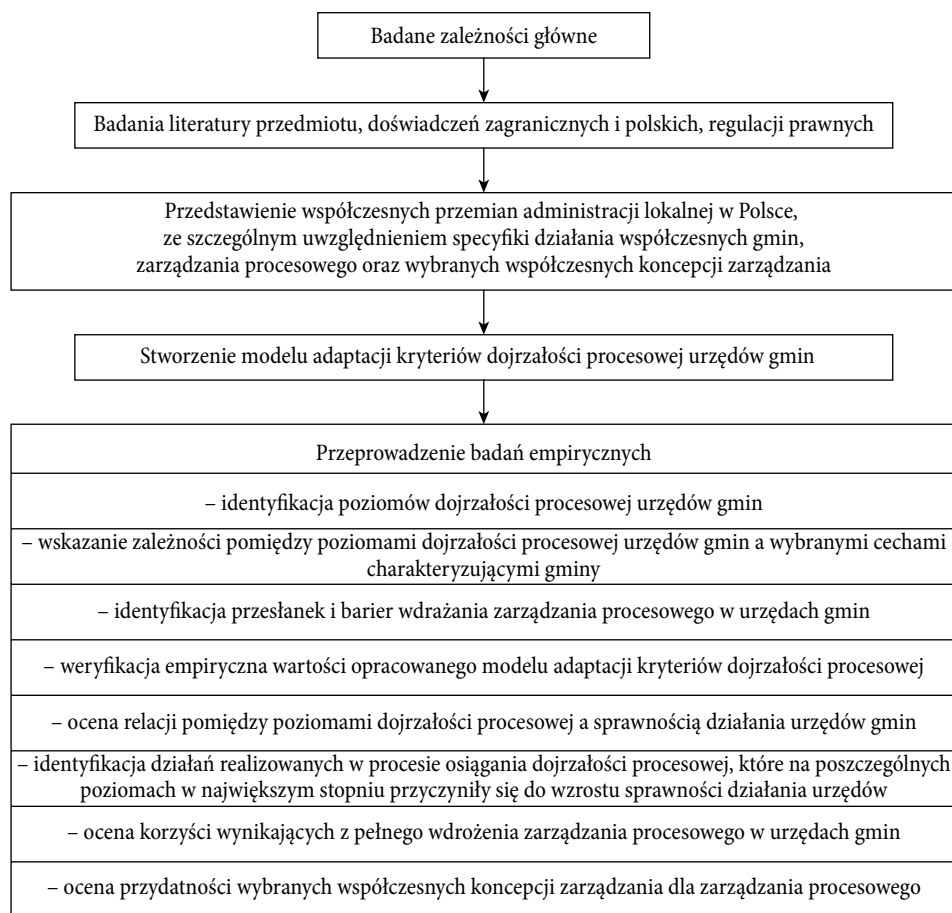 Badane zależności główne
Badania literatury przedmiotu, doświadczeń zagranicznych i polskich, regulacji prawnych
Przedstawienie współczesnych przemian administracji lokalnej w Polsce,
ze szczególnym uwzględnieniem specyfiki działania współczesnych gmin,
zarządzania procesowego oraz wybranych współczesnych koncepcji zarządzania
Stworzenie modelu adaptacji kryteriów dojrzałości procesowej urzędów gmin
Przeprowadzenie badań empirycznych
– identyfikacja poziomów dojrzałości procesowej urzędów gmin
– wskazanie zależności pomiędzy poziomami dojrzałości procesowej urzędów gmin a wybranymi cechami
charakteryzującymi gminy
– identyfikacja przesłanek i barier wdrażania zarządzania procesowego w urzędach gmin
– weryfikacja empiryczna wartości opracowanego modelu adaptacji kryteriów dojrzałości procesowej
– ocena relacji pomiędzy poziomami dojrzałości procesowej a sprawnością działania urzędów gmin
– identyfikacja działań realizowanych w procesie osiągania dojrzałości procesowej, które na poszczególnych
poziomach w największym stopniu przyczyniły się do wzrostu sprawności działania urzędów
– ocena korzyści wynikających z pełnego wdrożenia zarządzania procesowego w urzędach gmin
– ocena przydatności wybranych współczesnych koncepcji zarządzania dla zarządzania procesowego